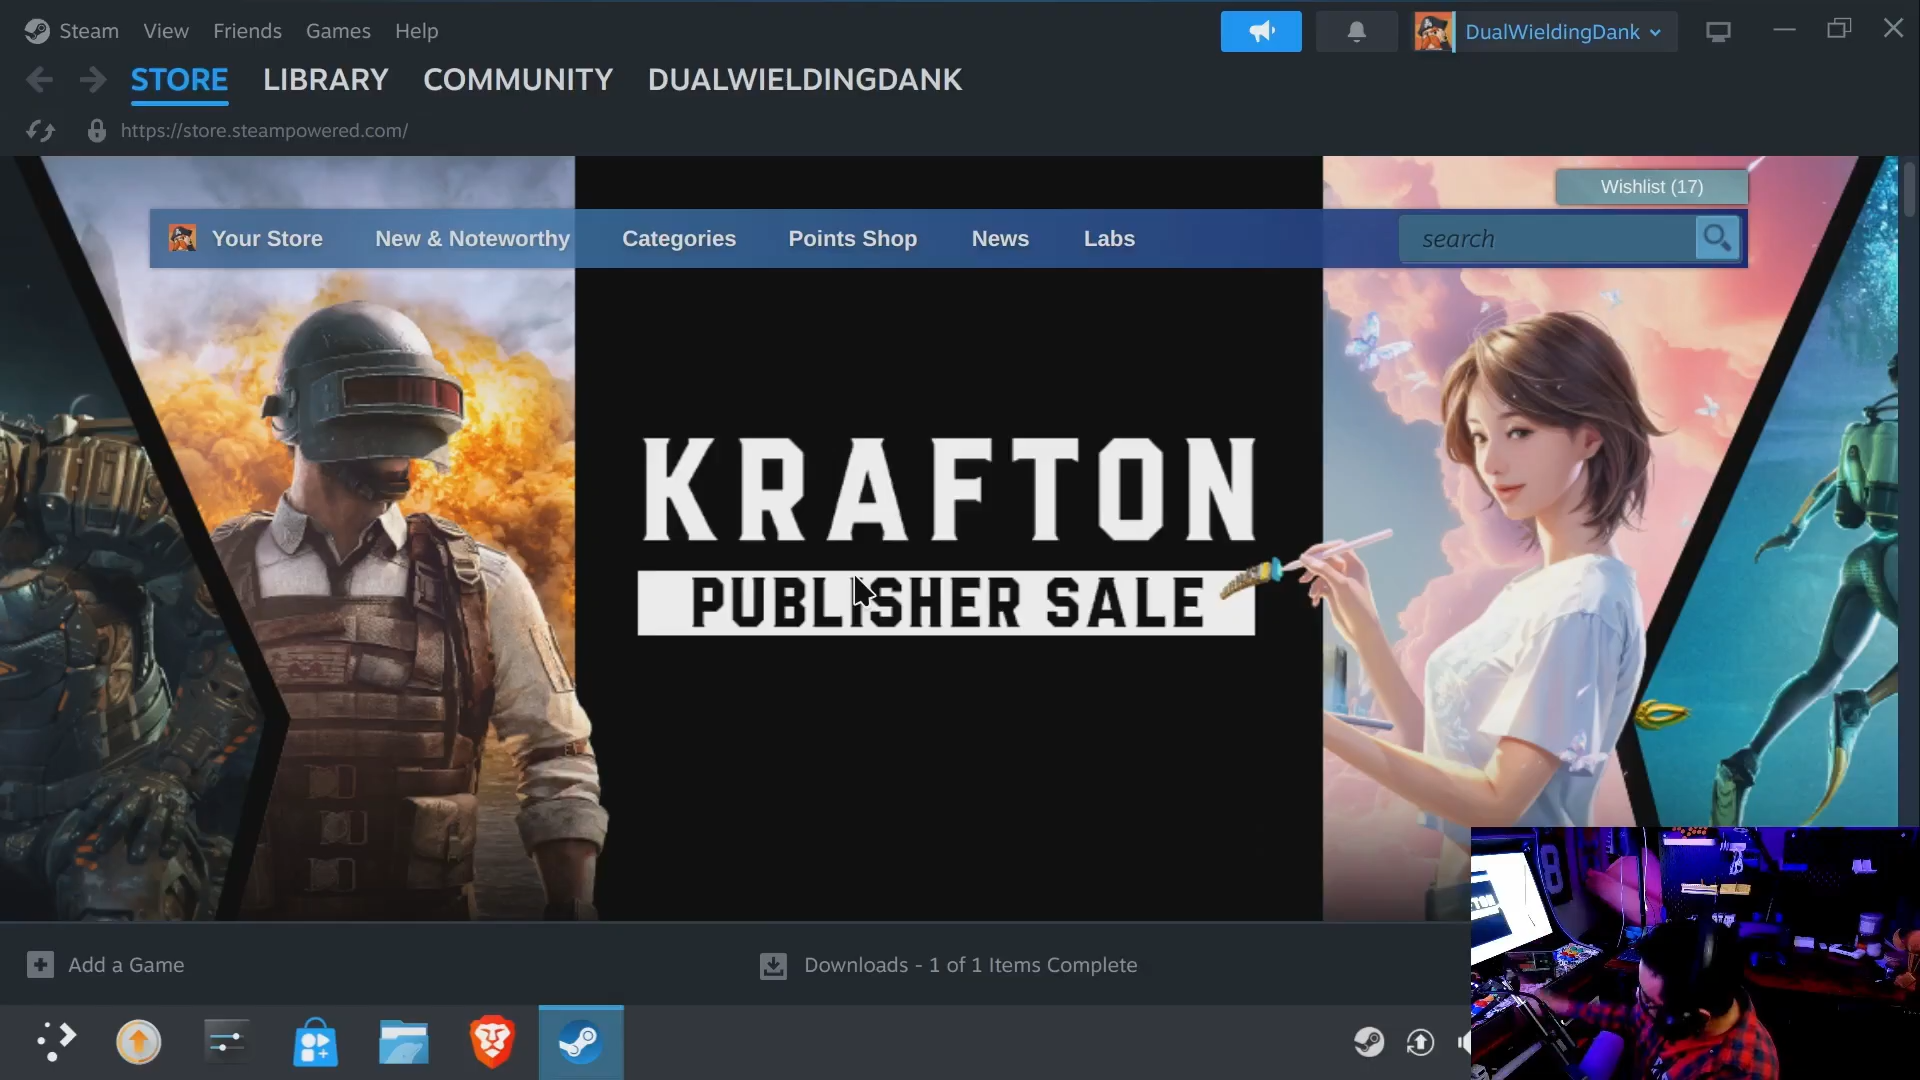 Steam View Friends Games Help DualWieldingDank
STORE LIBRARY COMMUNITY DUALWIELDINGDANK
https://store.steampowered.com/
Wishlist (17)
Your Store New & Noteworthy Categories Points Shop News Labs search
KRAFTON
PUBLISHER SALE
Add a Game Downloads - 1 of 1 Items Complete